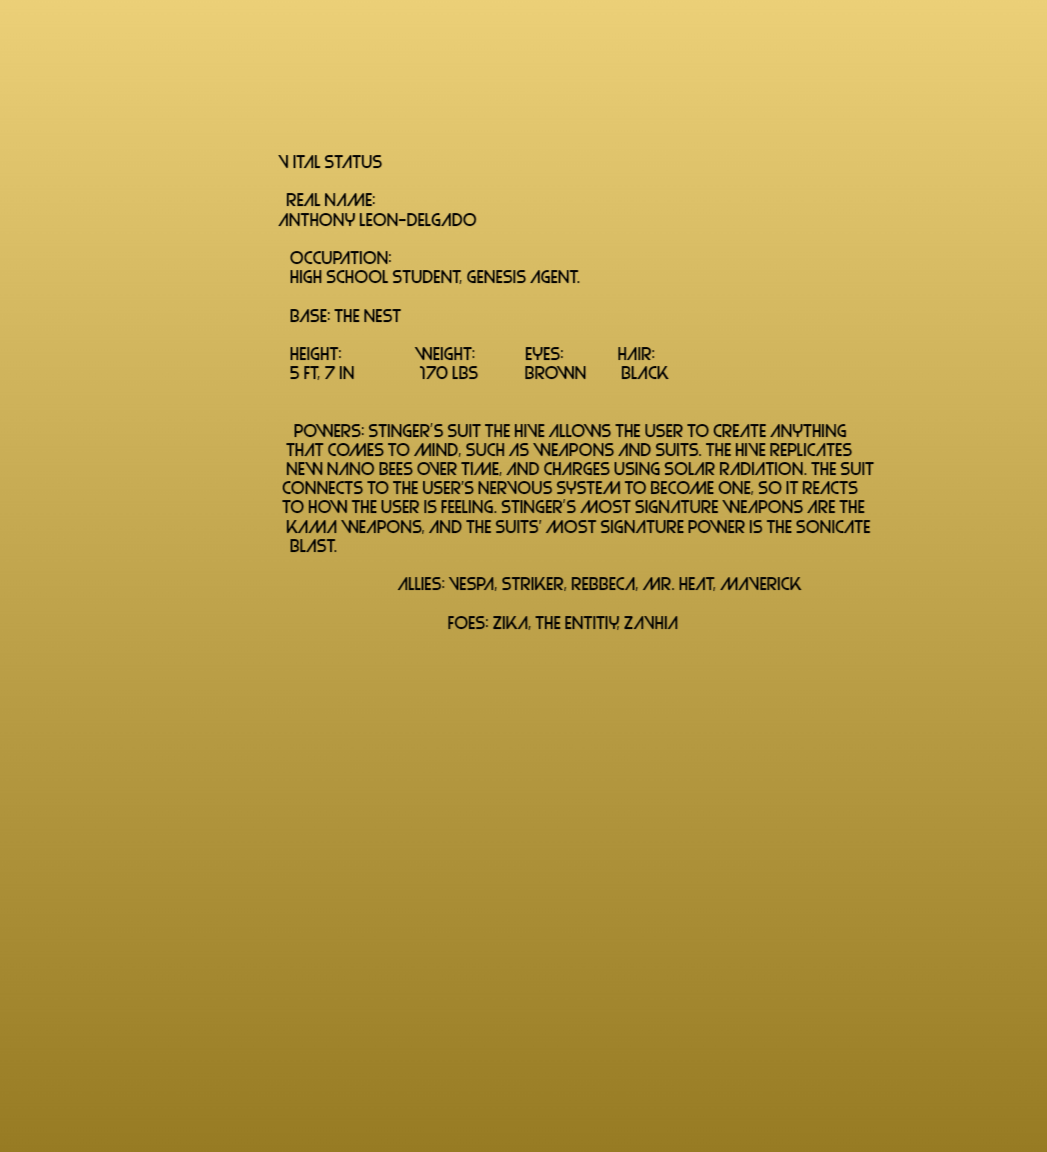 VITAL STATUS
REAL NAME:
ANTHONY LEON-DELGADO
OCCUPATION:
HIGH SCHOOL STUDENT, GENESIS AGENT.
BASE: THE NEST
HEIGHT: WEIGHT: EYES: HAIR:
5 FT, 7 IN 170 LBS BROWN BLACK
POWERS: STINGER'S SUIT THE HIVE ALLOWS THE USER TO CREATE ANYTHING
THAT COMES TO MIND, SUCH AS WEAPONS AND SUITS. THE HIVE REPLICATES
NEW NANO BEES OVER TIME, AND CHARGES USING SOLAR RADIATION. THE SUIT
CONNECTS TO THE USER'S NERVOUS SYSTEM TO BECOME ONE, SO IT REACTS
TO HOW THE USER IS FEELING. STINGER'S MOST SIGNATURE WEAPONS ARE THE
KAMA WEAPONS, AND THE SUITS' MOST SIGNATURE POWER IS THE SONICATE
BLAST.
ALLIES: VESPA, STRIKER, REBBECA, MR. HEAT, MAVERICK
FOES: ZIKA, THE ENTITIY, ZAVHIA